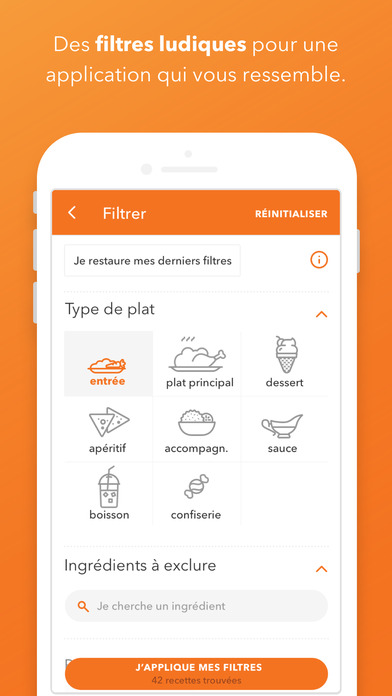 Des filtres ludiques pour une
application qui vous ressemble.
Filtrer
RÉINITIALISER
Je restaure mes derniers filtres
Type de plat
entrée
plat principal
dessert
apéritif
accompagn.
sauce
boisson
confiserie
Ingrédients à exclure
Je cherche un ingrédient
J'APPLIQUE MES FILTRES
42 recettes trouvées